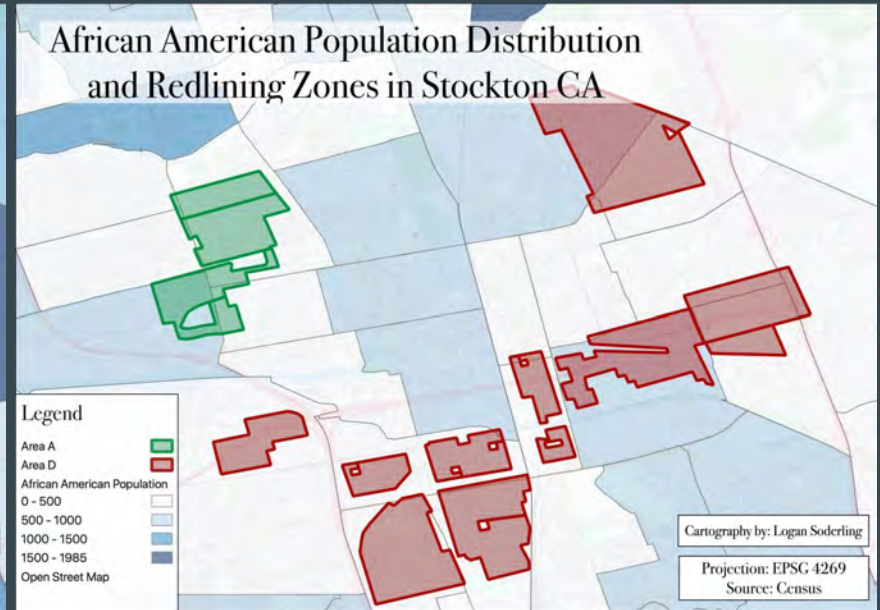 African American Population Distribution
and Redlining Zones in Stockton CA
Legend
Area A
Area D
African American Population
0 - 500
500 - 1000
1000 - 1500
1500 - 1985
Open Street Map
Cartography by: Logan Soderling
Projection: EPSG 4269
Source: Census